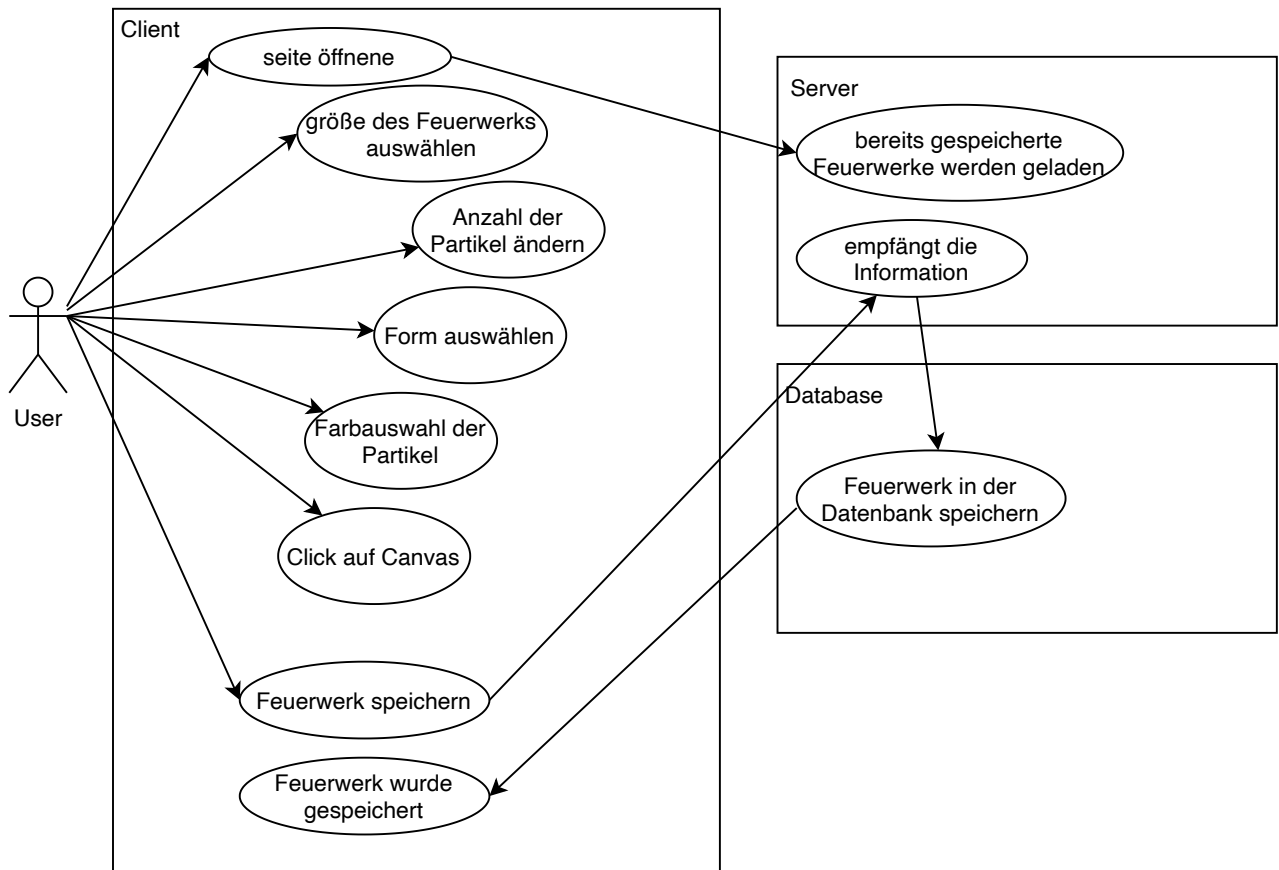 Client
seite öffnene
größe des Feuerwerks
auswählen
Anzahl der
Partikel ändern
Form auswählen
Farbauswahl der
Partikel
Click auf Canvas
Feuerwerk speichern
Feuerwerk wurde
gespeichert
User
Server
bereits gespeicherte
Feuerwerke werden geladen
empfängt die
Information
Database
Feuerwerk in der
Datenbank speichern